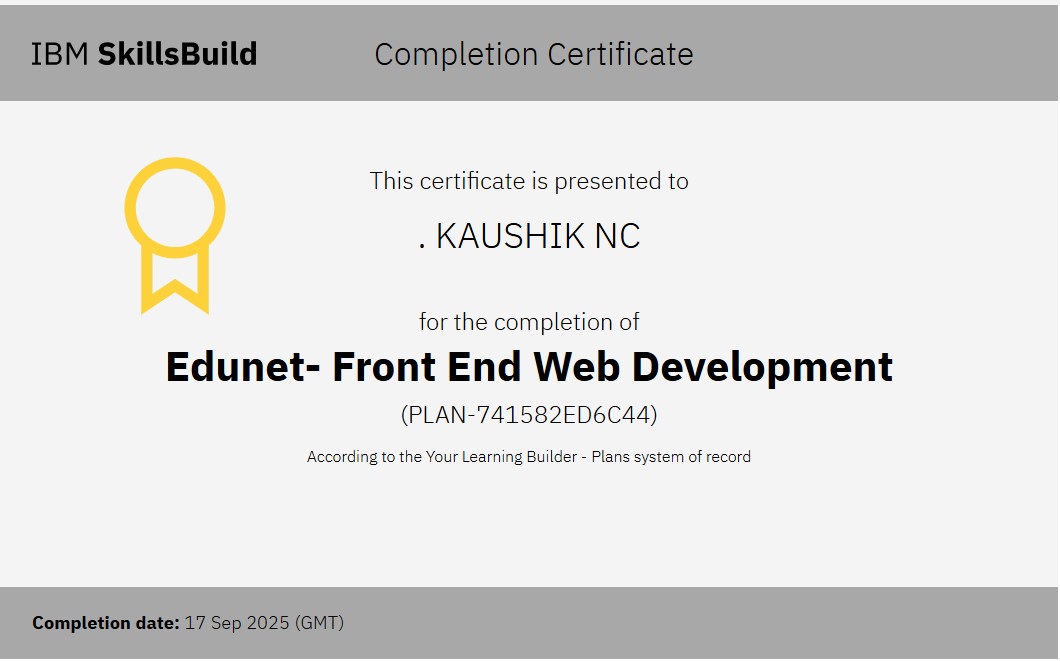 IBM SkillsBuild Completion Certificate
This certificate is presented to
. KAUSHIK NC
for the completion of
Edunet- Front End Web Development
(PLAN-741582ED6C44)
According to the Your Learning Builder - Plans system of record
Completion date: 17 Sep 2025 (GMT)